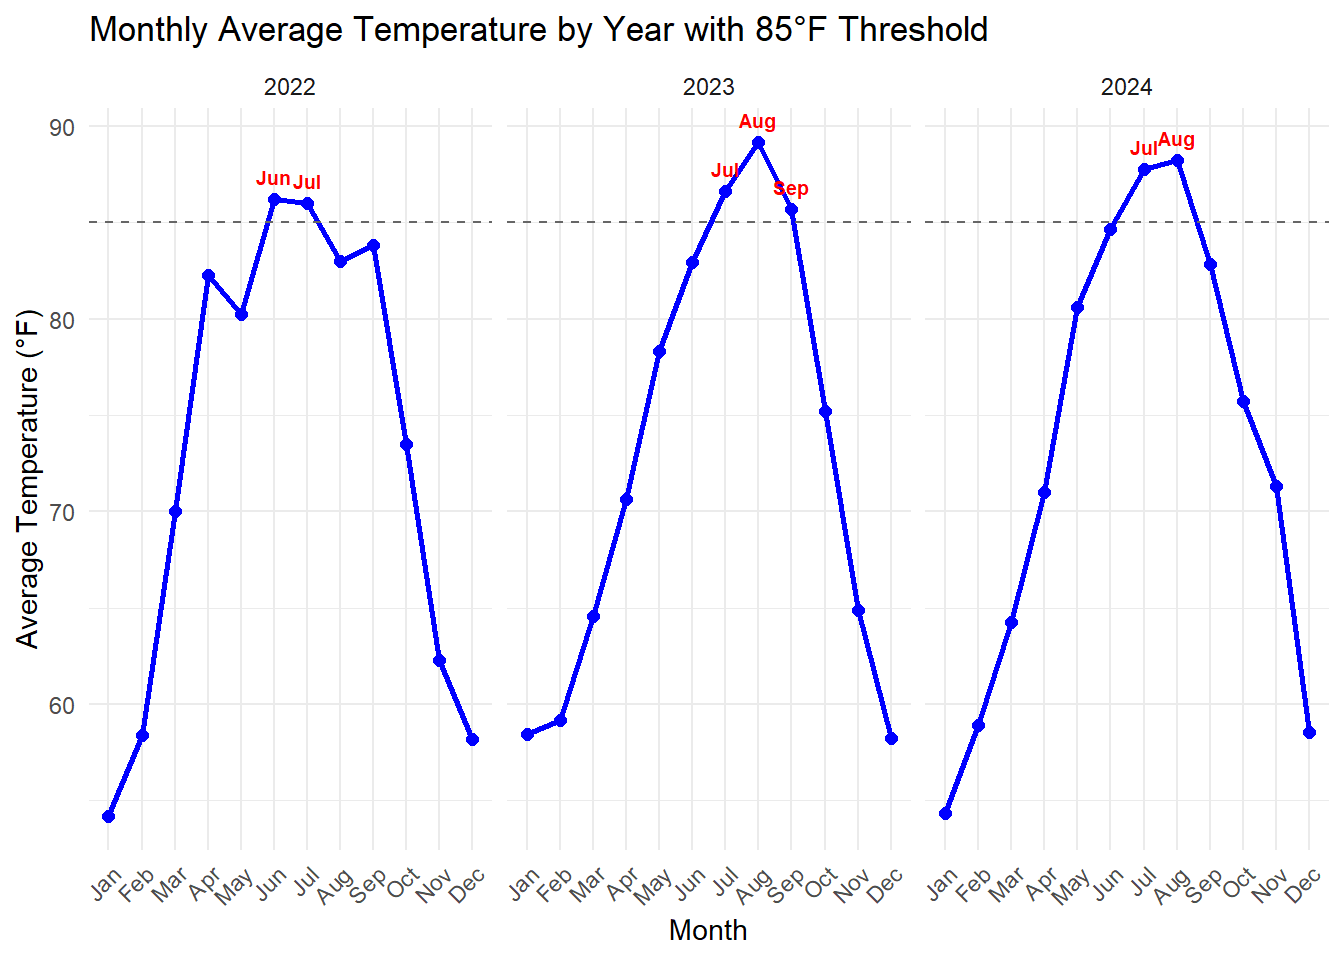 Monthly Average Temperature by Year with 85°F Threshold
2022 2023 2024
Average Temperature (°F)
90
80
70
60
Jun Jul
Jul Aug Sep
Jul Aug
Jan Feb Mar Apr May Jun Jul Aug Sep Oct Nov Dec
Jan Feb Mar Apr May Jun Jul Aug Sep Oct Nov Dec
Jan Feb Mar Apr May Jun Jul Aug Sep Oct Nov Dec
Month